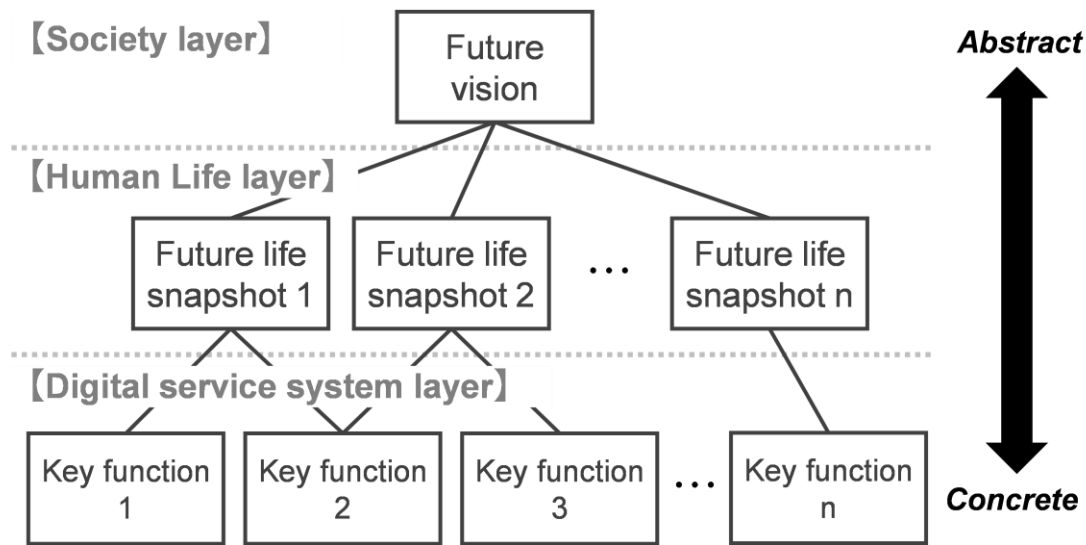 【Society layer】
Future
vision
Abstract
【Human Life layer】
Future life
snapshot 1
Future life
snapshot 2
...
Future life
snapshot n
【Digital service system layer】
Key function
1
Key function
2
Key function
3
...
Key function
n
Concrete